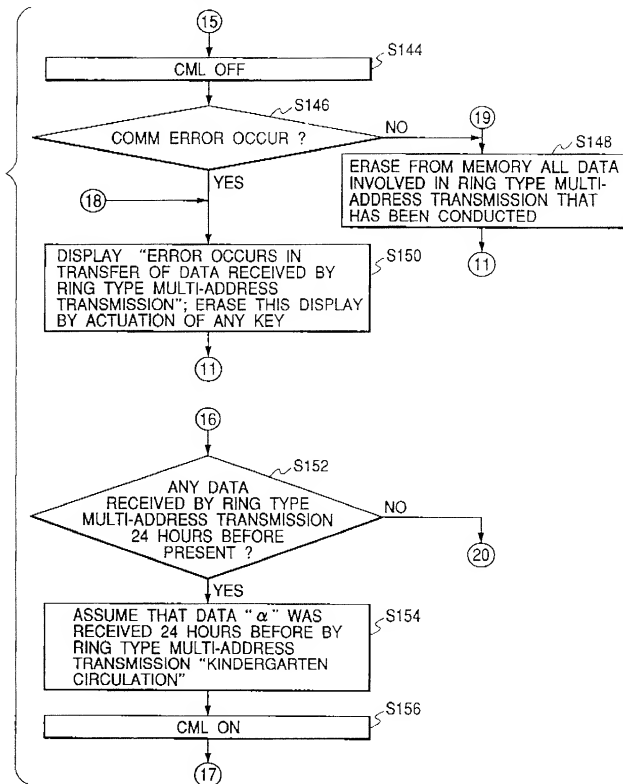 15
S144
CML OFF
S146
COMM ERROR OCCUR ?
NO
19
YES
S148
ERASE FROM MEMORY ALL DATA
INVOLVED IN RING TYPE MULTI-
ADDRESS TRANSMISSION THAT
HAS BEEN CONDUCTED
11
18
S150
DISPLAY "ERROR OCCURS IN
TRANSFER OF DATA RECEIVED BY
RING TYPE MULTI-ADDRESS
TRANSMISSION"; ERASE THIS DISPLAY
BY ACTUATION OF ANY KEY
11
16
S152
ANY DATA
RECEIVED BY RING TYPE
MULTI-ADDRESS TRANSMISSION
24 HOURS BEFORE
PRESENT ?
NO
20
YES
S154
ASSUME THAT DATA "α" WAS
RECEIVED 24 HOURS BEFORE BY
RING TYPE MULTI-ADDRESS
TRANSMISSION "KINDERGARTEN
CIRCULATION"
S156
CML ON
17